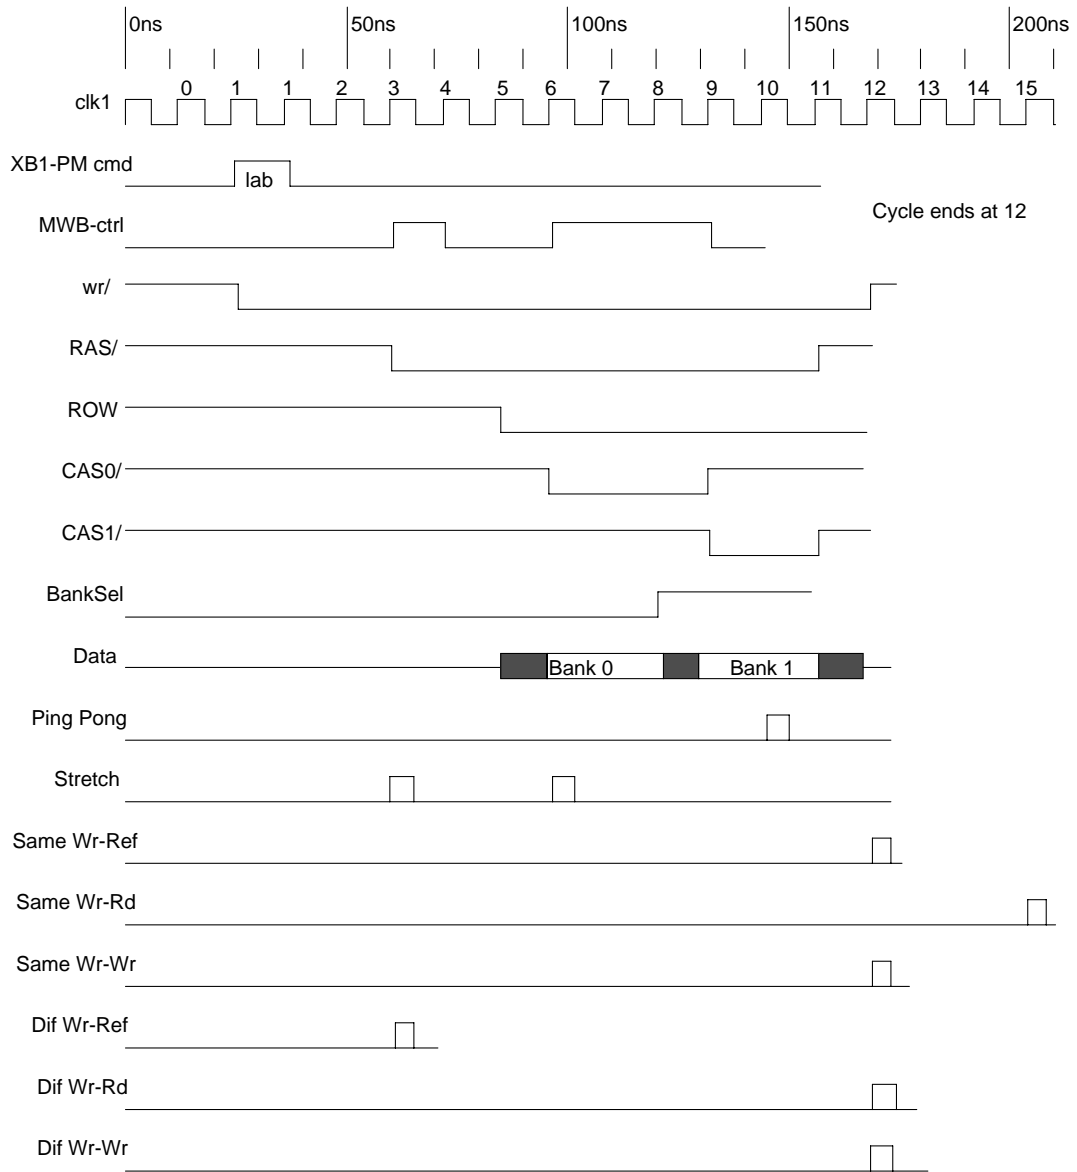 0ns 50ns 100ns 150ns 200ns
0 1 1 2 3 4 5 6 7 8 9 10 11 12 13 14 15
clk1
XB1-PM cmd
lab
Cycle ends at 12
MWB-ctrl
wr/
RAS/
ROW
CAS0/
CAS1/
BankSel
Data
Bank 0 Bank 1
Ping Pong
Stretch
Same Wr-Ref
Same Wr-Rd
Same Wr-Wr
Dif Wr-Ref
Dif Wr-Rd
Dif Wr-Wr